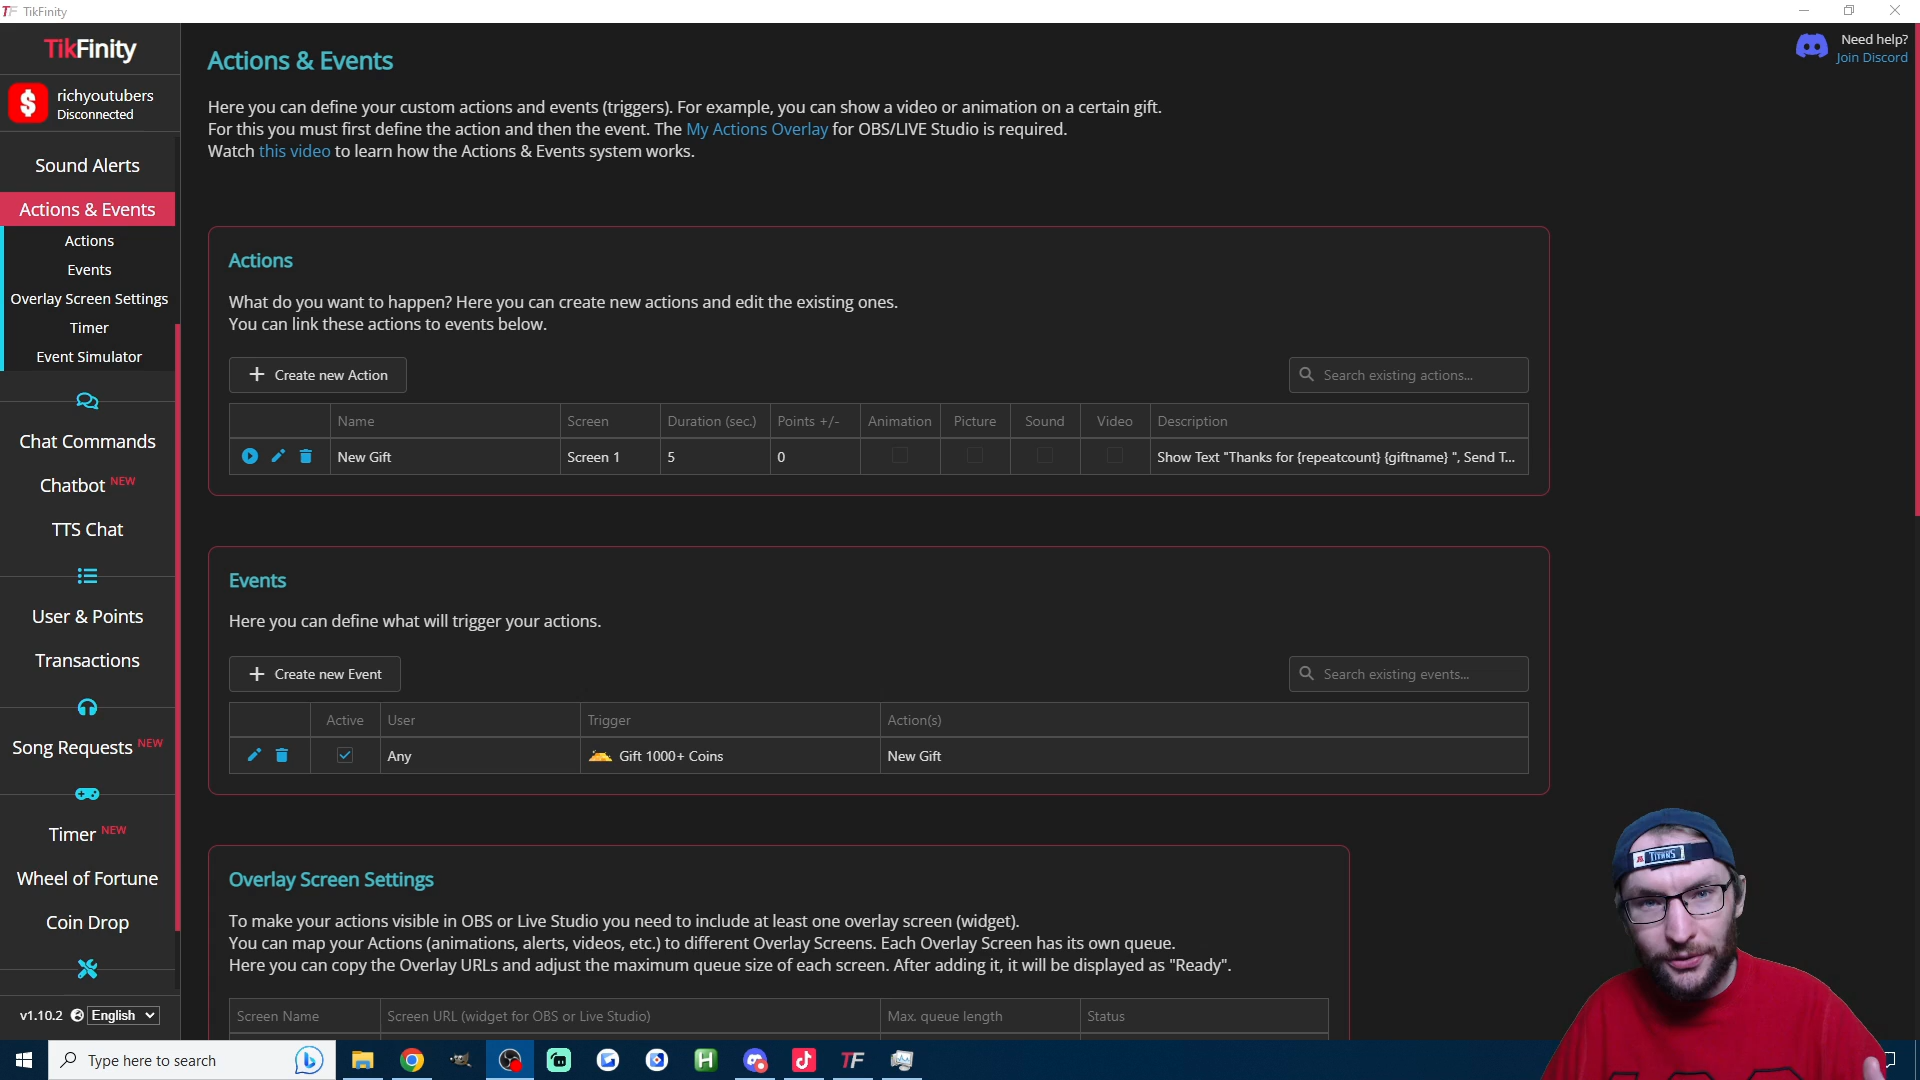 TF TikFinity
TikFinity
richyoutubers
Disconnected
Sound Alerts
Actions & Events
Actions
Events
Overlay Screen Settings
Timer
Event Simulator
Chat Commands
Chatbot NEW
TTS Chat
User & Points
Transactions
Song Requests NEW
Timer NEW
Wheel of Fortune
Coin Drop
v1.10.2 English
Need help?
Join Discord
Actions & Events
Here you can define your custom actions and events (triggers). For example, you can show a video or animation on a certain gift.
For this you must first define the action and then the event. The My Actions Overlay for OBS/LIVE Studio is required.
Watch this video to learn how the Actions & Events system works.
Actions
What do you want to happen? Here you can create new actions and edit the existing ones.
You can link these actions to events below.
+ Create new Action
Search existing actions...
Name Screen Duration (sec.) Points +/- Animation Picture Sound Video Description
New Gift Screen 1 5 0 Show Text "Thanks for {repeatcount} {giftname} ", Send T...
Events
Here you can define what will trigger your actions.
+ Create new Event
Search existing events...
Active User Trigger Action(s)
Any Gift 1000+ Coins New Gift
Overlay Screen Settings
To make your actions visible in OBS or Live Studio you need to include at least one overlay screen (widget).
You can map your Actions (animations, alerts, videos, etc.) to different Overlay Screens. Each Overlay Screen has its own queue.
Here you can copy the Overlay URLs and adjust the maximum queue size of each screen. After adding it, it will be displayed as "Ready".
Screen Name Screen URL (widget for OBS or Live Studio) Max. queue length Status
TITANS
Type here to search
H
TF